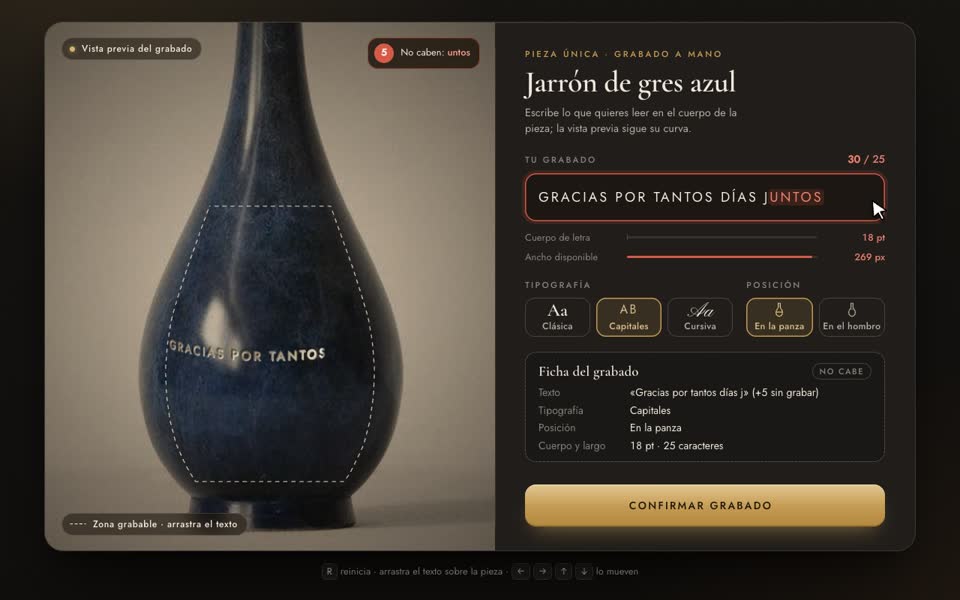 Vista previa del grabado
5 No caben: untos
GRACIAS POR TANTOS
Zona grabable · arrastra el texto
PIEZA ÚNICA · GRABADO A MANO
Jarrón de gres azul
Escribe lo que quieres leer en el cuerpo de la
pieza; la vista previa sigue su curva.
TU GRABADO 30 / 25
GRACIAS POR TANTOS DÍAS JUNTOS
Cuerpo de letra 18 pt
Ancho disponible 269 px
TIPOGRAFÍA POSICIÓN
Aa AB Aa
Clásica Capitales Cursiva En la panza En el hombro
Ficha del grabado NO CABE
Texto «Gracias por tantos días j» (+5 sin grabar)
Tipografía Capitales
Posición En la panza
Cuerpo y largo 18 pt · 25 caracteres
CONFIRMAR GRABADO
R reinicia · arrastra el texto sobre la pieza · ← → ↑ ↓ lo mueven